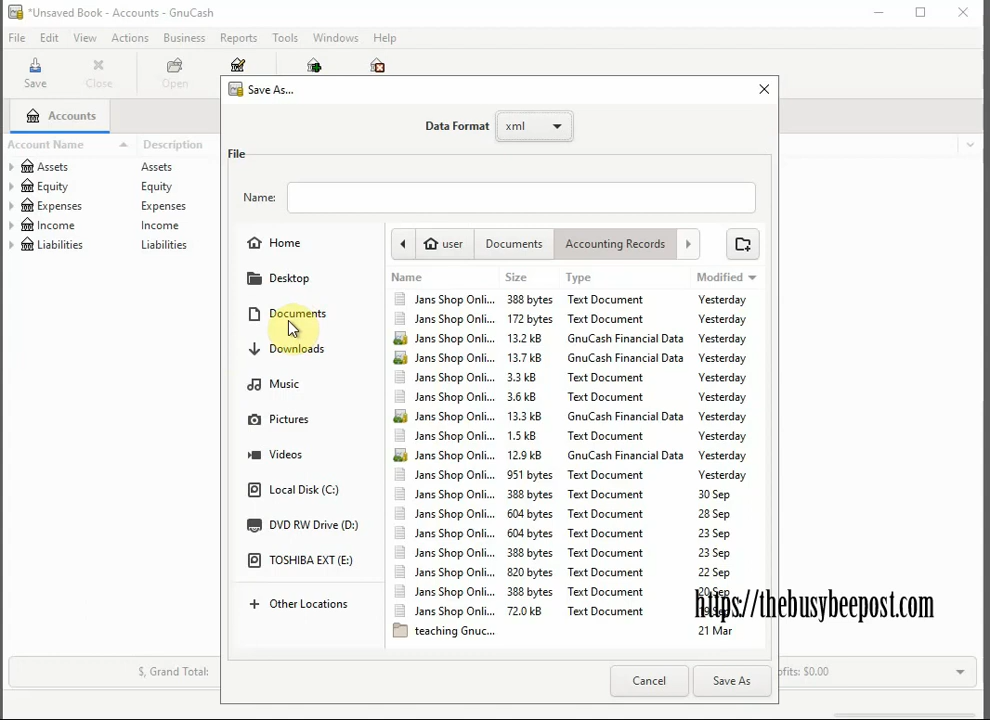 *Unsaved Book - Accounts - GnuCash
File Edit View Actions Business Reports Tools Windows Help
Save Close Open
Accounts
Account Name Description
Assets Assets
Equity Equity
Expenses Expenses
Income Income
Liabilities Liabilities
Save As...
Data Format xml
File
Name:
user Documents Accounting Records
Home
Desktop
Documents
Downloads
Music
Pictures
Videos
Local Disk (C:)
DVD RW Drive (D:)
TOSHIBA EXT (E:)
Other Locations
Name Size Type Modified
Jans Shop Onli... 388 bytes Text Document Yesterday
Jans Shop Onli... 172 bytes Text Document Yesterday
Jans Shop Onli... 13.2 kB GnuCash Financial Data Yesterday
Jans Shop Onli... 13.7 kB GnuCash Financial Data Yesterday
Jans Shop Onli... 3.3 kB Text Document Yesterday
Jans Shop Onli... 3.6 kB Text Document Yesterday
Jans Shop Onli... 13.3 kB GnuCash Financial Data Yesterday
Jans Shop Onli... 1.5 kB Text Document Yesterday
Jans Shop Onli... 12.9 kB GnuCash Financial Data Yesterday
Jans Shop Onli... 951 bytes Text Document Yesterday
Jans Shop Onli... 388 bytes Text Document 30 Sep
Jans Shop Onli... 604 bytes Text Document 28 Sep
Jans Shop Onli... 604 bytes Text Document 23 Sep
Jans Shop Onli... 388 bytes Text Document 23 Sep
Jans Shop Onli... 820 bytes Text Document 22 Sep
Jans Shop Onli... 388 bytes Text Document 20 Sep
Jans Shop Onli... 72.0 kB Text Document
teaching Gnuc... 21 Mar
https://thebusybeepost.com
Cancel Save As
$, Grand Total: ofits: $0.00